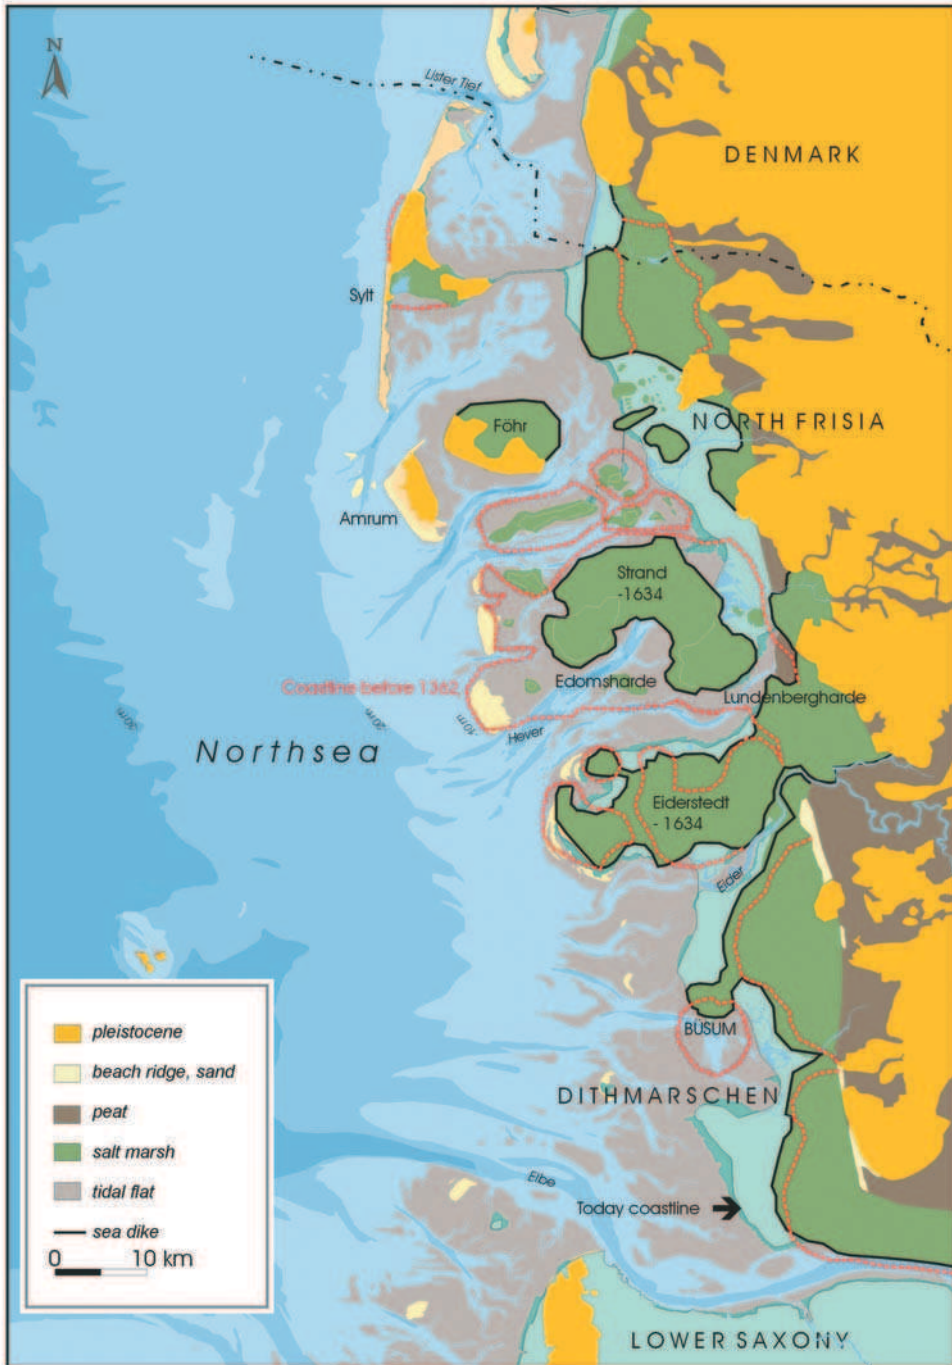 N
Lister Tief
DENMARK
Sylt
NORTH FRISIA
Föhr
Amrum
Strand
-1634
Coastline before 1362
Edomsharde
Lundenbergharde
Hever
30m
20m
10m
Northsea
Eiderstedt
- 1634
Eider
BÜSUM
DITHMARSCHEN
Elbe
Today coastline
LOWER SAXONY
pleistocene
beach ridge, sand
peat
salt marsh
tidal flat
sea dike
0 10 km